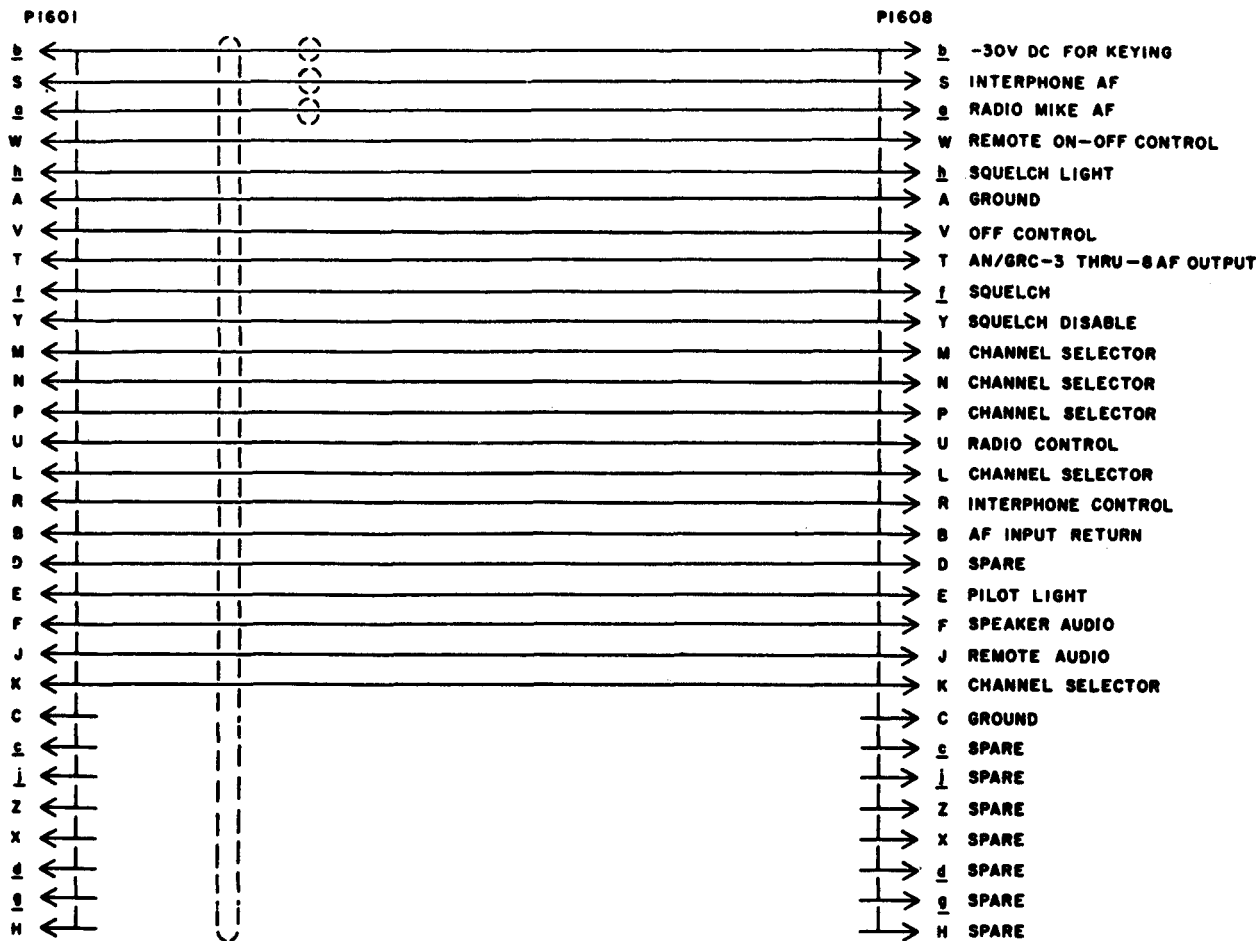 P1601 P1608
b b -30V DC FOR KEYING
S S INTERPHONE AF
a a RADIO MIKE AF
W W REMOTE ON-OFF CONTROL
h h SQUELCH LIGHT
A A GROUND
V V OFF CONTROL
T T AN/GRC-3 THRU-8 AF OUTPUT
f f SQUELCH
Y Y SQUELCH DISABLE
M M CHANNEL SELECTOR
N N CHANNEL SELECTOR
P P CHANNEL SELECTOR
U U RADIO CONTROL
L L CHANNEL SELECTOR
R R INTERPHONE CONTROL
B B AF INPUT RETURN
D D SPARE
E E PILOT LIGHT
F F SPEAKER AUDIO
J J REMOTE AUDIO
K K CHANNEL SELECTOR
C C GROUND
c c SPARE
j j SPARE
Z Z SPARE
X X SPARE
d d SPARE
g g SPARE
H H SPARE